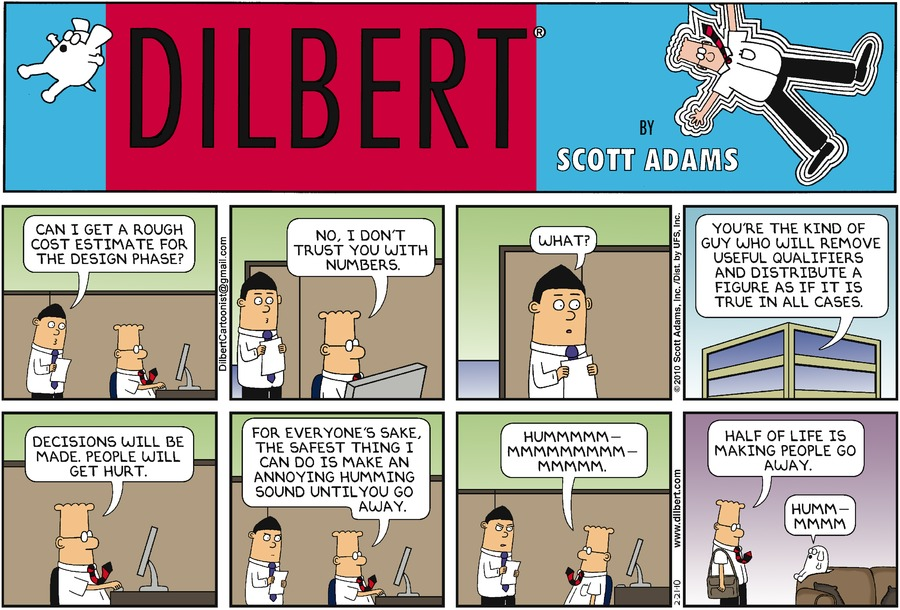 DILBERT®
BY
SCOTT ADAMS
CAN I GET A ROUGH
COST ESTIMATE FOR
THE DESIGN PHASE?
DilbertCartoonist@gmail.com
NO, I DON'T
TRUST YOU WITH
NUMBERS.
WHAT?
©2010 Scott Adams, Inc./Dist. by UFS, Inc.
YOU'RE THE KIND OF
GUY WHO WILL REMOVE
USEFUL QUALIFIERS
AND DISTRIBUTE A
FIGURE AS IF IT IS
TRUE IN ALL CASES.
DECISIONS WILL BE
MADE. PEOPLE WILL
GET HURT.
FOR EVERYONE'S SAKE,
THE SAFEST THING I
CAN DO IS MAKE AN
ANNOYING HUMMING
SOUND UNTIL YOU GO
AWAY.
HUMMMMM—
MMMMMMMMM—
MMMMM.
2-21-10
www.dilbert.com
HALF OF LIFE IS
MAKING PEOPLE GO
AWAY.
HUMM—
MMMM